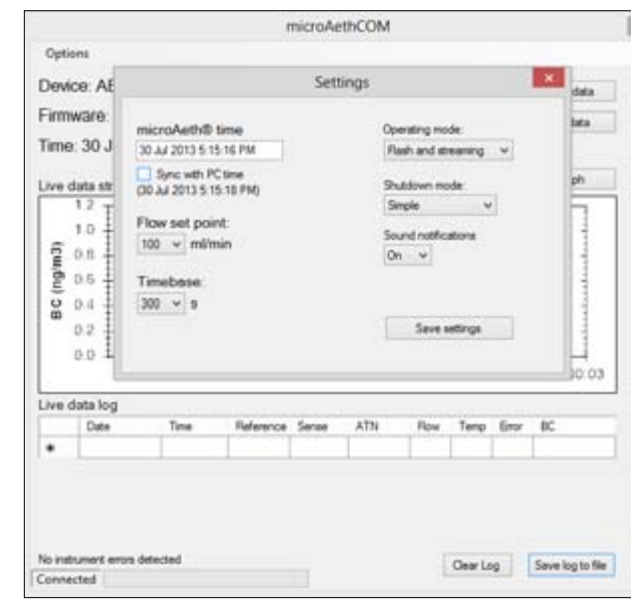 microAethCOM
Options
Device: AE
Firmware:
Time: 30 J
data
data
ph
Settings
microAeth® time
30 Jul 2013 5:15:16 PM
Sync with PC time
(30 Jul 2013 5:15:18 PM)
Flow set point:
100 ml/min
Timebase:
300 s
Operating mode:
Flash and streaming
Shutdown mode:
Simple
Sound notifications
On
Save settings
Live data str
BC (ng/m3)
1.2
1.0
0.8
0.6
0.4
0.2
0.0
00:03
Live data log
Date Time Reference Sense ATN Flow Temp Error BC
*
No instrument errors detected
Clear Log Save log to file
Connected